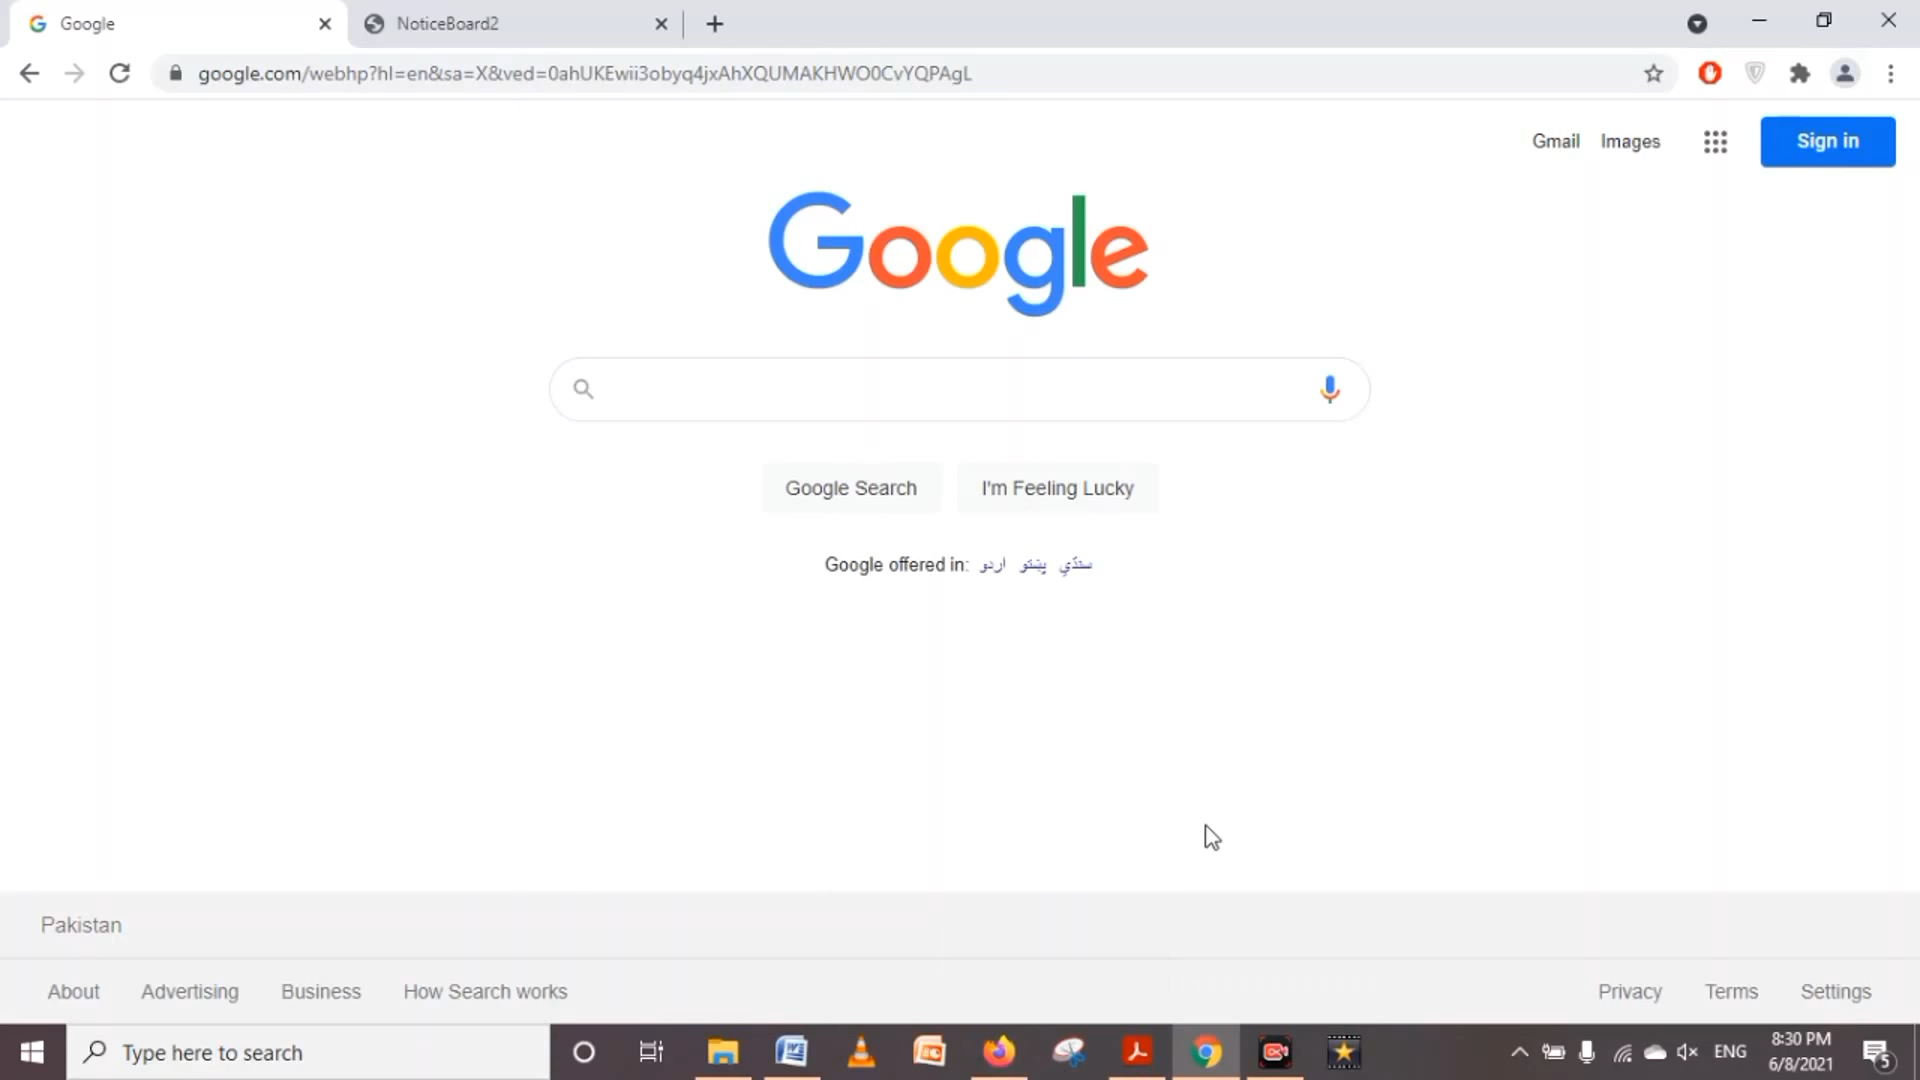 Google
NoticeBoard2
google.com/webhp?hl=en&sa=X&ved=0ahUKEwii3obyq4jxAhXQUMAKHWO0CvYQPAgL
Gmail Images Sign in
Google
Google Search I'm Feeling Lucky
Google offered in: اردو پښتو سنڌي
Pakistan
About Advertising Business How Search works Privacy Terms Settings
Type here to search ENG 8:30 PM
6/8/2021
5